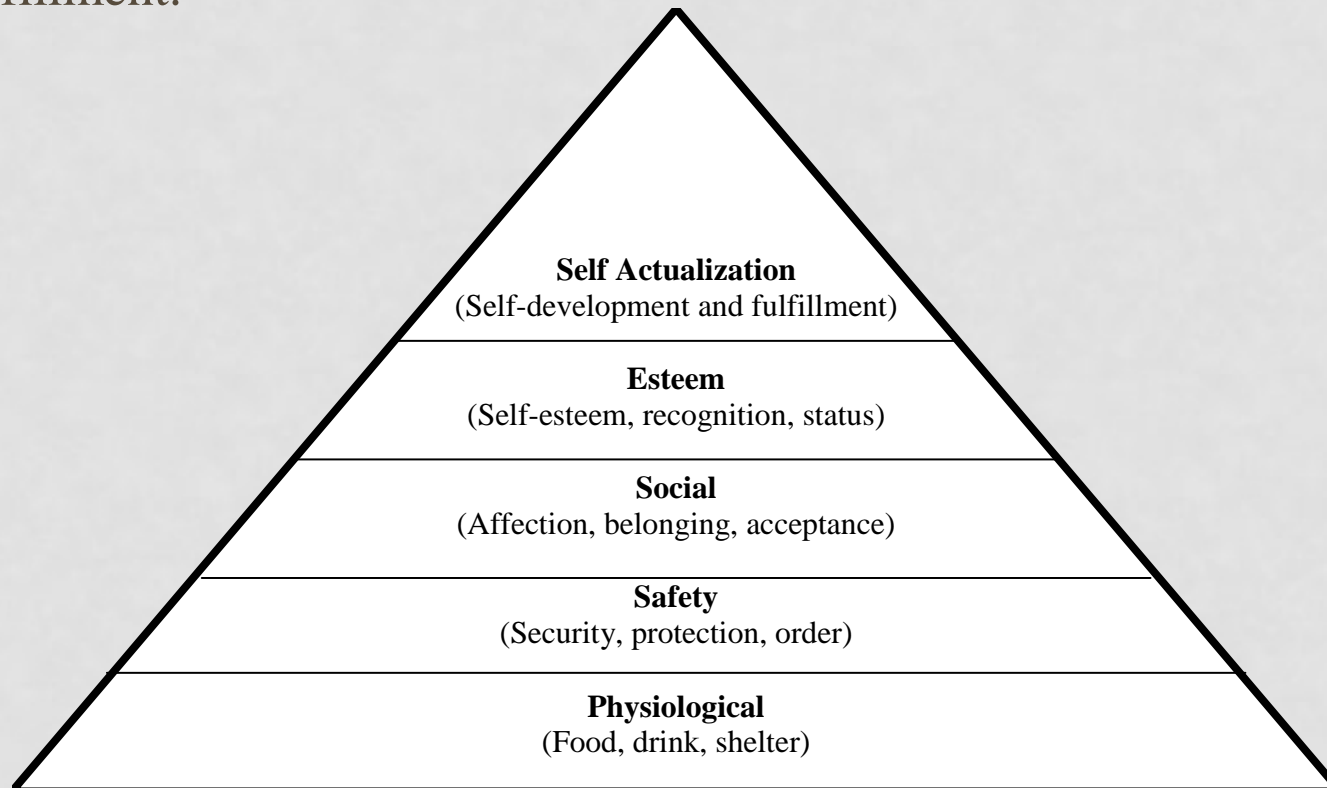 Self Actualization
(Self-development and fulfillment)
Esteem
(Self-esteem, recognition, status)
Social
(Affection, belonging, acceptance)
Safety
(Security, protection, order)
Physiological
(Food, drink, shelter)